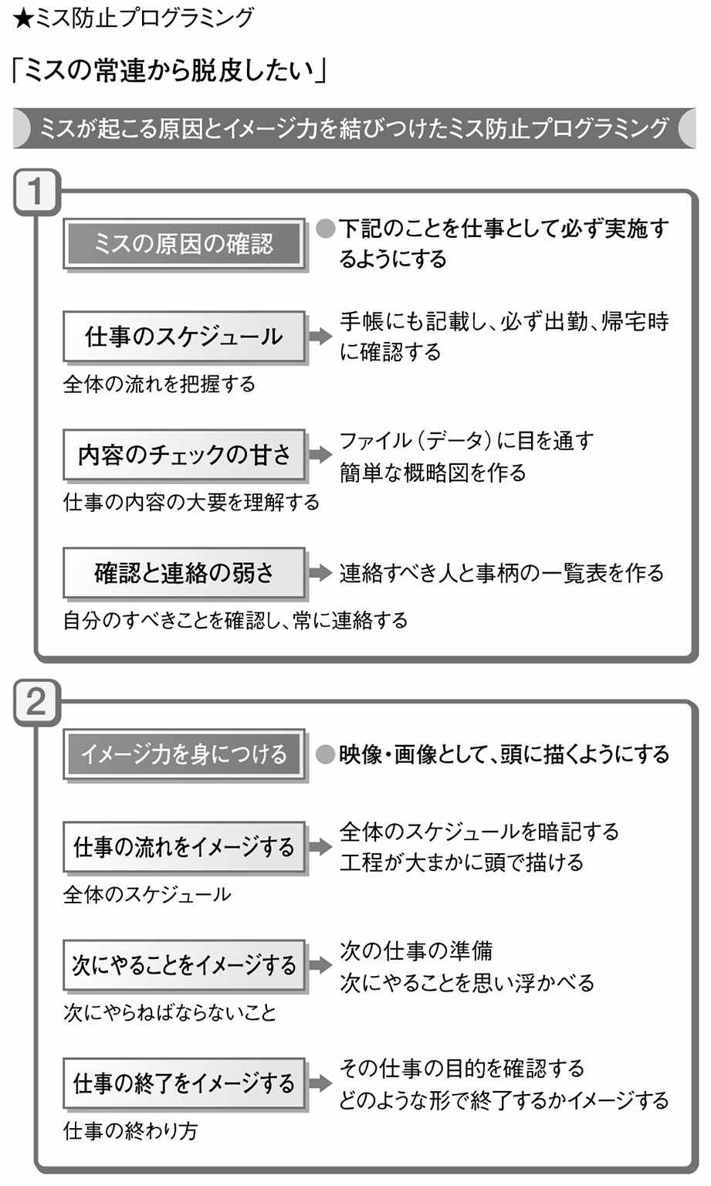 ★ミス防止プログラミング
「ミスの常連から脱皮したい」
ミスが起こる原因とイメージ力を結びつけたミス防止プログラミング
1
ミスの原因の確認
●下記のことを仕事として必ず実施す
るようにする
仕事のスケジュール
手帳にも記載し、必ず出勤、帰宅時
に確認する
全体の流れを把握する
内容のチェックの甘さ
ファイル（データ）に目を通す
簡単な概略図を作る
仕事の内容の大要を理解する
確認と連絡の弱さ
連絡すべき人と事柄の一覧表を作る
自分のすべきことを確認し、常に連絡する
2
イメージ力を身につける
●映像・画像として、頭に描くようにする
仕事の流れをイメージする
全体のスケジュールを暗記する
工程が大まかに頭で描ける
全体のスケジュール
次にやることをイメージする
次の仕事の準備
次にやることを思い浮かべる
次にやらねばならないこと
仕事の終了をイメージする
その仕事の目的を確認する
どのような形で終了するかイメージする
仕事の終わり方